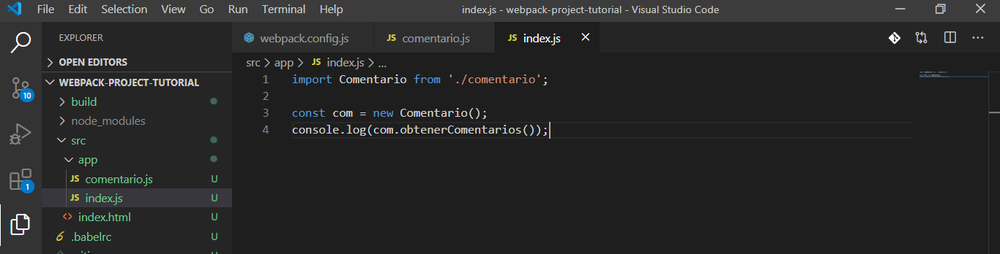 File Edit Selection View Go Run Terminal Help index.js - webpack-project-tutorial - Visual Studio Code
EXPLORER
OPEN EDITORS
WEBPACK-PROJECT-TUTORIAL
build
node_modules
src
app
JS comentario.js U
JS index.js U
<> index.html U
.babelrc U
10
1
webpack.config.js JS comentario.js JS index.js
src > app > JS index.js > ...
1 import Comentario from './comentario';
2
3 const com = new Comentario();
4 console.log(com.obtenerComentarios());